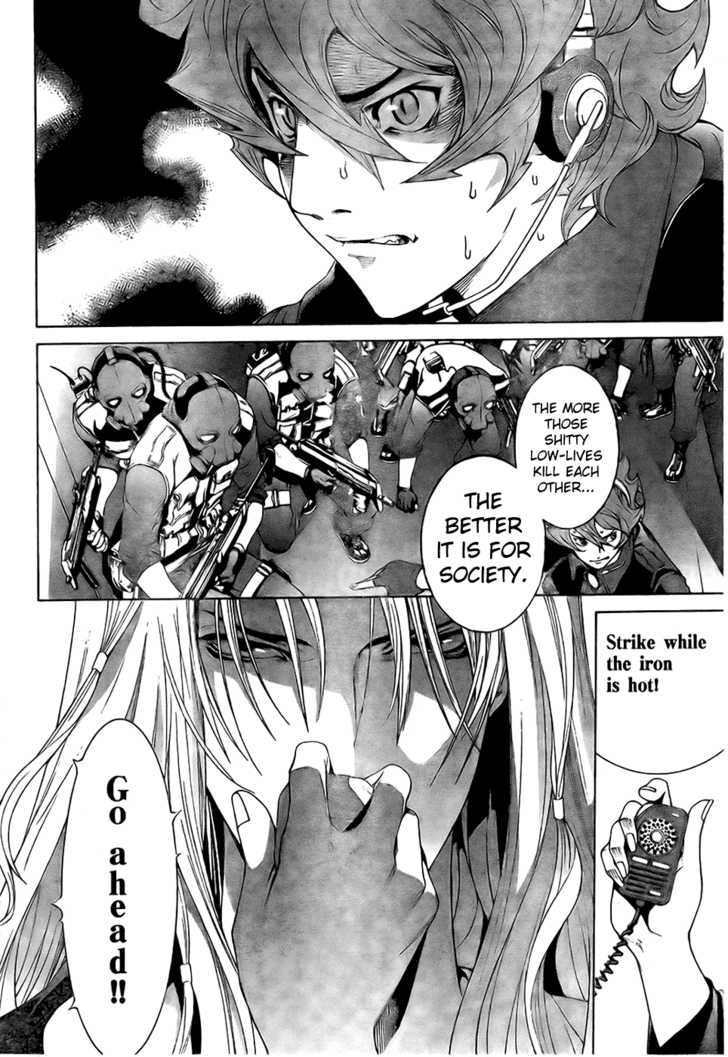 THE MORE
THOSE
SHITTY
LOW-LIVES
KILL EACH
OTHER...
THE
BETTER
IT IS FOR
SOCIETY.
Strike while
the iron
is hot!
Go ahead!!